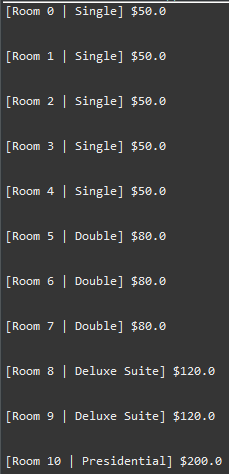 [Room 0 | Single] $50.0
[Room 1 | Single] $50.0
[Room 2 | Single] $50.0
[Room 3 | Single] $50.0
[Room 4 | Single] $50.0
[Room 5 | Double] $80.0
[Room 6 | Double] $80.0
[Room 7 | Double] $80.0
[Room 8 | Deluxe Suite] $120.0
[Room 9 | Deluxe Suite] $120.0
[Room 10 | Presidential] $200.0